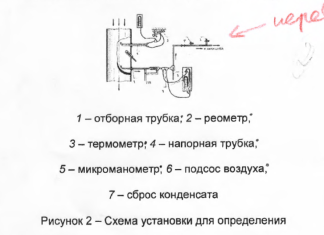 1 – отборная трубка; 2 – реометр,
3 – термометр; 4 – напорная трубка,
5 – микроманометр; 6 – подсос воздуха,
7 – сброс конденсата
Рисунок 2 – Схема установки для определения